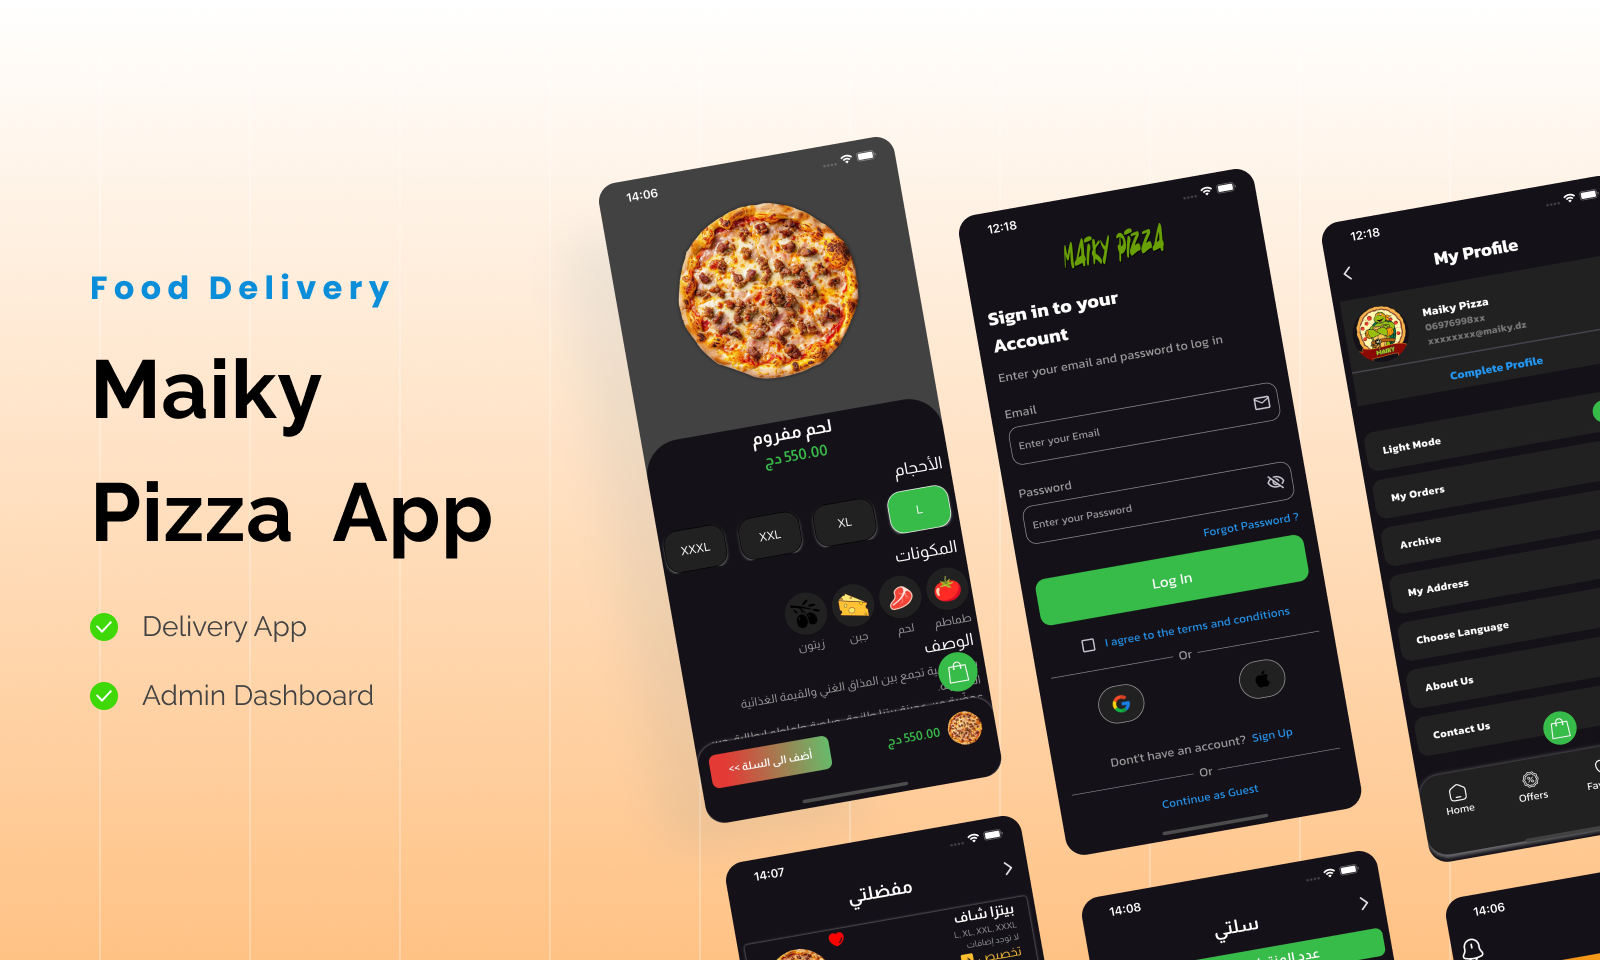 Food Delivery
Maiky
Pizza App
Delivery App
Admin Dashboard
14:06
لحم مفروم
550.00 دج
الأحجام
L
XL
XXL
XXXL
المكونات
طماطم
لحم
جبن
زيتون
الوصف
تجمع بين المذاق الغني والقيمة الغذائية
550.00 دج
أضف الى السلة >>
12:18
MAIKY PIZZA
Sign in to your
Account
Enter your email and password to log in
Email
Enter your Email
Password
Enter your Password
Forgot Password ?
Log In
I agree to the terms and conditions
Or
Dont't have an account? Sign Up
Or
Continue as Guest
12:18
My Profile
Maiky Pizza
06976998xx
xxxxxxxx@maiky.dz
MAIKY
Complete Profile
Light Mode
My Orders
Archive
My Address
Choose Language
About Us
Contact Us
Home
Offers
14:07
مفضلتي
بيتزا شاف
L, XL, XXL, XXXL
لا توجد إضافات
تخصيص
14:08
سلتي
عدد
14:06